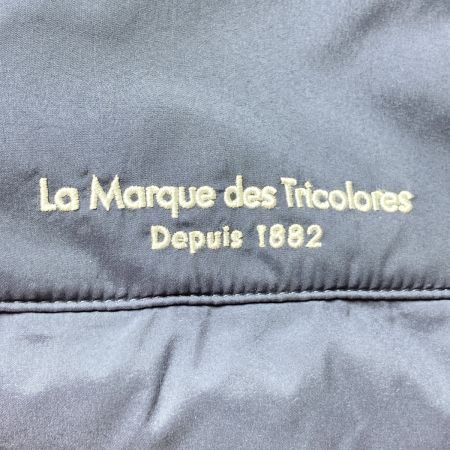 La Marque des Tricolores
Depuis 1882